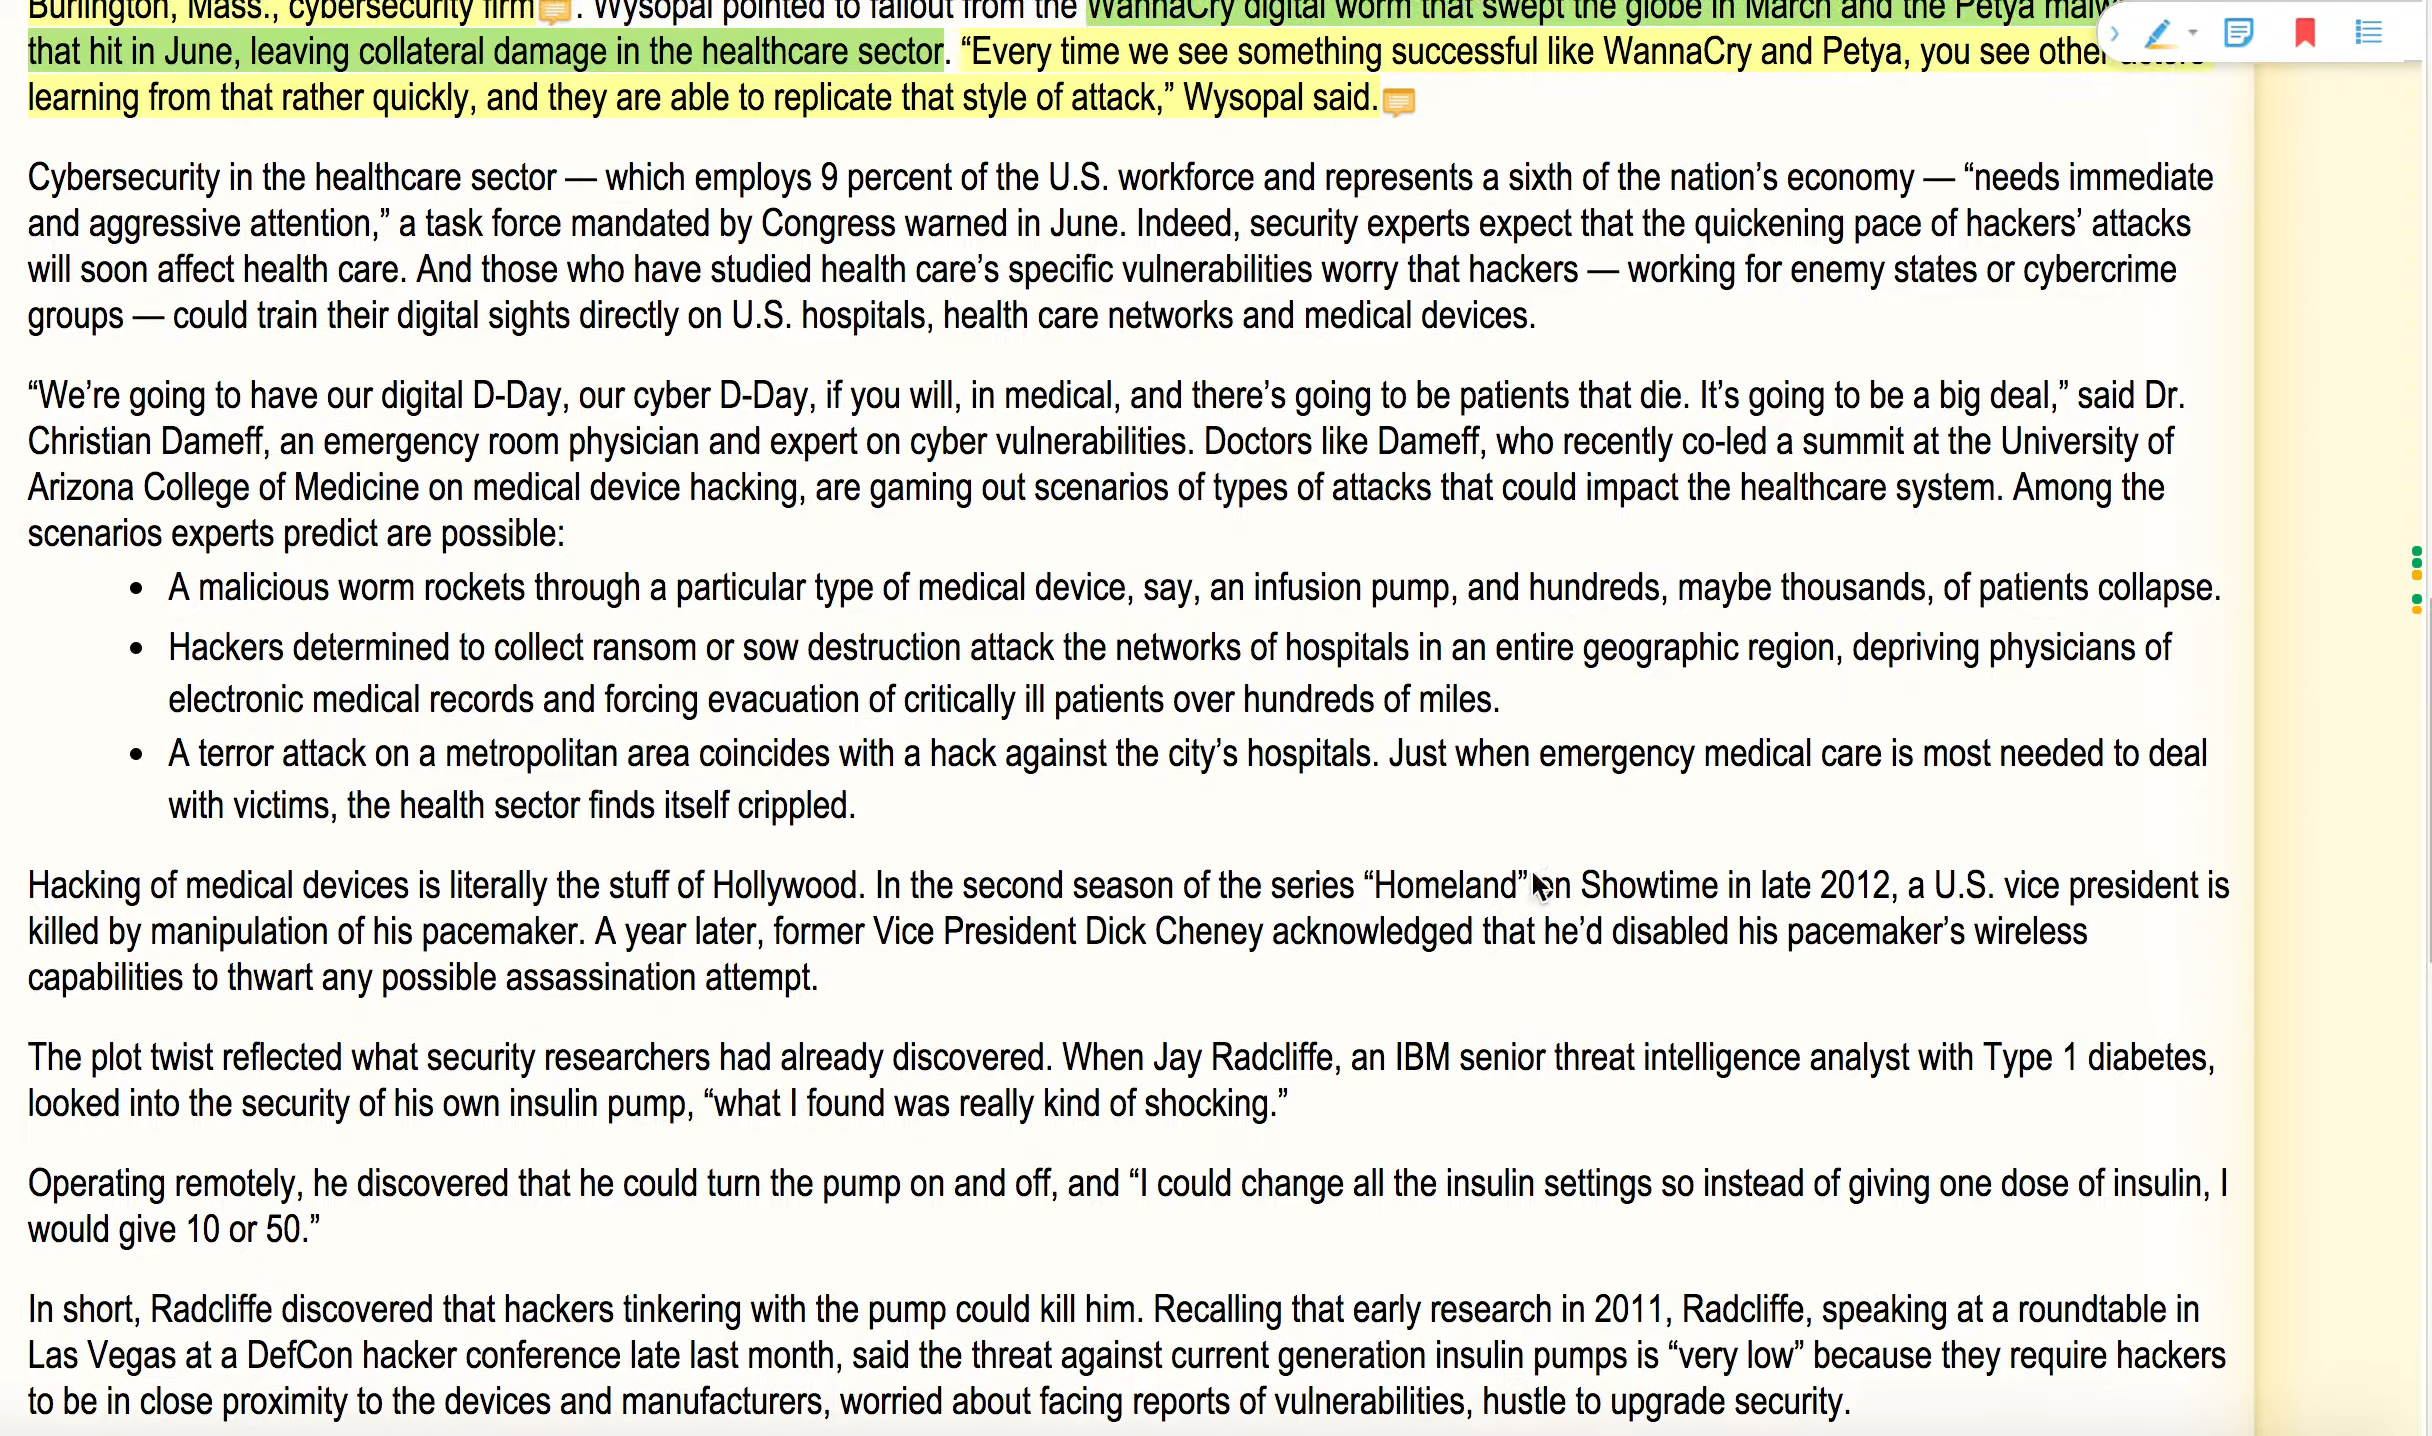 Burlington, Mass., cybersecurity firm. Wysopal pointed to fallout from the WannaCry digital worm that swept the globe in March and the Petya
that hit in June, leaving collateral damage in the healthcare sector. “Every time we see something successful like WannaCry and Petya, you see other
learning from that rather quickly, and they are able to replicate that style of attack,” Wysopal said.
Cybersecurity in the healthcare sector — which employs 9 percent of the U.S. workforce and represents a sixth of the nation’s economy — “needs immediate
and aggressive attention,” a task force mandated by Congress warned in June. Indeed, security experts expect that the quickening pace of hackers’ attacks
will soon affect health care. And those who have studied health care’s specific vulnerabilities worry that hackers — working for enemy states or cybercrime
groups — could train their digital sights directly on U.S. hospitals, health care networks and medical devices.
“We’re going to have our digital D-Day, our cyber D-Day, if you will, in medical, and there’s going to be patients that die. It’s going to be a big deal,” said Dr.
Christian Dameff, an emergency room physician and expert on cyber vulnerabilities. Doctors like Dameff, who recently co-led a summit at the University of
Arizona College of Medicine on medical device hacking, are gaming out scenarios of types of attacks that could impact the healthcare system. Among the
scenarios experts predict are possible:
• A malicious worm rockets through a particular type of medical device, say, an infusion pump, and hundreds, maybe thousands, of patients collapse.
• Hackers determined to collect ransom or sow destruction attack the networks of hospitals in an entire geographic region, depriving physicians of
electronic medical records and forcing evacuation of critically ill patients over hundreds of miles.
• A terror attack on a metropolitan area coincides with a hack against the city’s hospitals. Just when emergency medical care is most needed to deal
with victims, the health sector finds itself crippled.
Hacking of medical devices is literally the stuff of Hollywood. In the second season of the series “Homeland” on Showtime in late 2012, a U.S. vice president is
killed by manipulation of his pacemaker. A year later, former Vice President Dick Cheney acknowledged that he’d disabled his pacemaker’s wireless
capabilities to thwart any possible assassination attempt.
The plot twist reflected what security researchers had already discovered. When Jay Radcliffe, an IBM senior threat intelligence analyst with Type 1 diabetes,
looked into the security of his own insulin pump, “what I found was really kind of shocking.”
Operating remotely, he discovered that he could turn the pump on and off, and “I could change all the insulin settings so instead of giving one dose of insulin, I
would give 10 or 50.”
In short, Radcliffe discovered that hackers tinkering with the pump could kill him. Recalling that early research in 2011, Radcliffe, speaking at a roundtable in
Las Vegas at a DefCon hacker conference late last month, said the threat against current generation insulin pumps is “very low” because they require hackers
to be in close proximity to the devices and manufacturers, worried about facing reports of vulnerabilities, hustle to upgrade security.